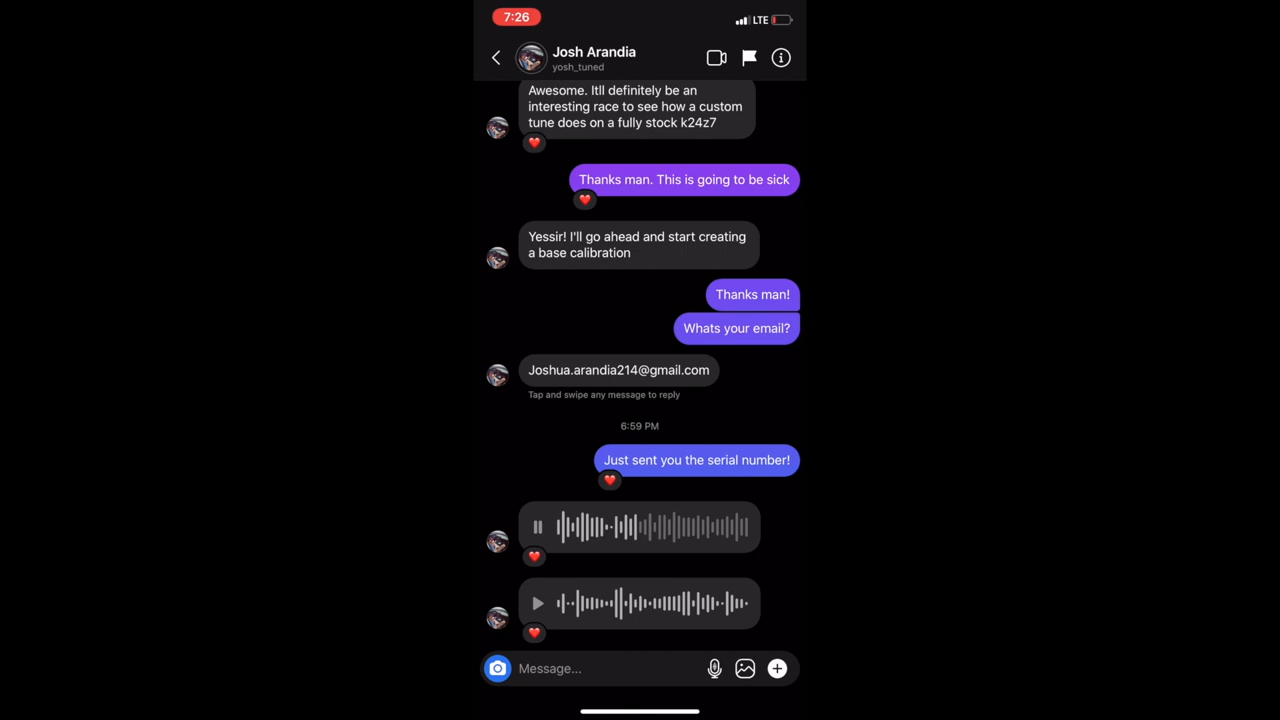 7:26
LTE
Josh Arandia
yosh_tuned
Awesome. Itll definitely be an
interesting race to see how a custom
tune does on a fully stock k24z7
Thanks man. This is going to be sick
Yessir! I'll go ahead and start creating
a base calibration
Thanks man!
Whats your email?
Joshua.arandia214@gmail.com
Tap and swipe any message to reply
6:59 PM
Just sent you the serial number!
Message...